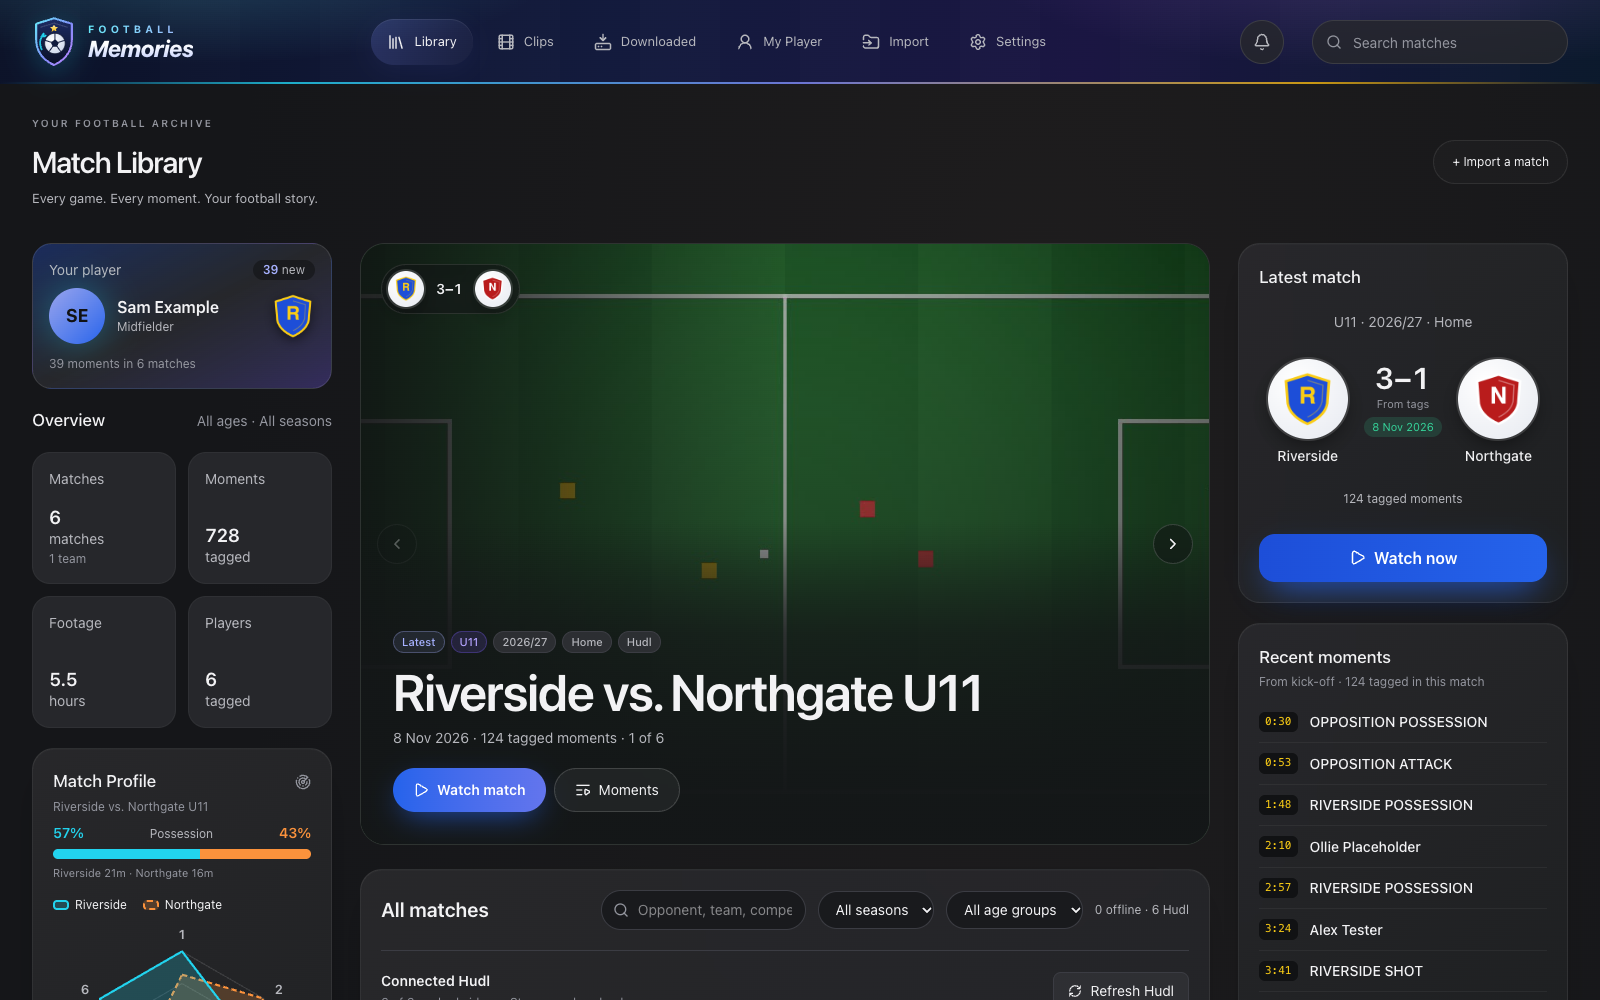 FOOTBALL
Memories
Library
Clips
Downloaded
My Player
Import
Settings
Search matches
YOUR FOOTBALL ARCHIVE
Match Library
Every game. Every moment. Your football story.
+ Import a match
Your player
39 new
SE
Sam Example
Midfielder
R
39 moments in 6 matches
Overview
All ages · All seasons
Matches
6
matches
1 team
Moments
728
tagged
Footage
5.5
hours
Players
6
tagged
Match Profile
Riverside vs. Northgate U11
57%
Possession
43%
Riverside 21m · Northgate 16m
Riverside
Northgate
1
6
2
R
3–1
N
Latest
U11
2026/27
Home
Hudl
Riverside vs. Northgate U11
8 Nov 2026 · 124 tagged moments · 1 of 6
Watch match
Moments
All matches
Opponent, team, compe
All seasons
All age groups
0 offline · 6 Hudl
Connected Hudl
Refresh Hudl
Latest match
U11 · 2026/27 · Home
R
3–1
From tags
8 Nov 2026
N
Riverside
Northgate
124 tagged moments
Watch now
Recent moments
From kick-off · 124 tagged in this match
0:30 OPPOSITION POSSESSION
0:53 OPPOSITION ATTACK
1:48 RIVERSIDE POSSESSION
2:10 Ollie Placeholder
2:57 RIVERSIDE POSSESSION
3:24 Alex Tester
3:41 RIVERSIDE SHOT